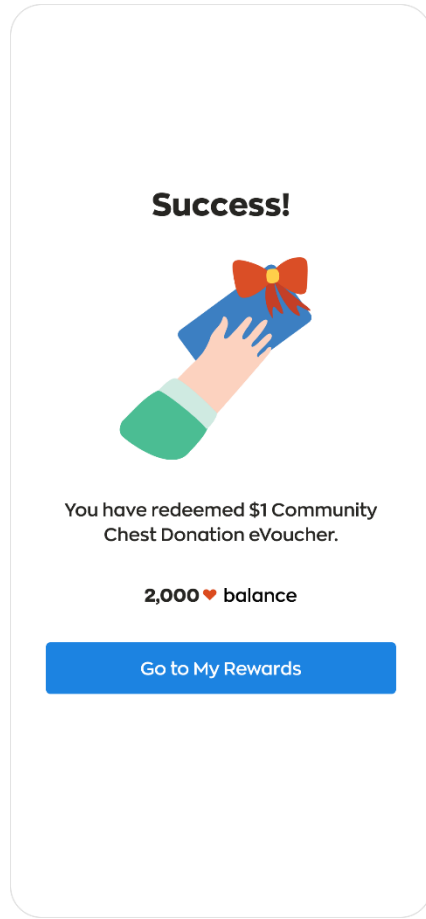 Success!
You have redeemed $1 Community
Chest Donation eVoucher.
2,000 ❤ balance
Go to My Rewards